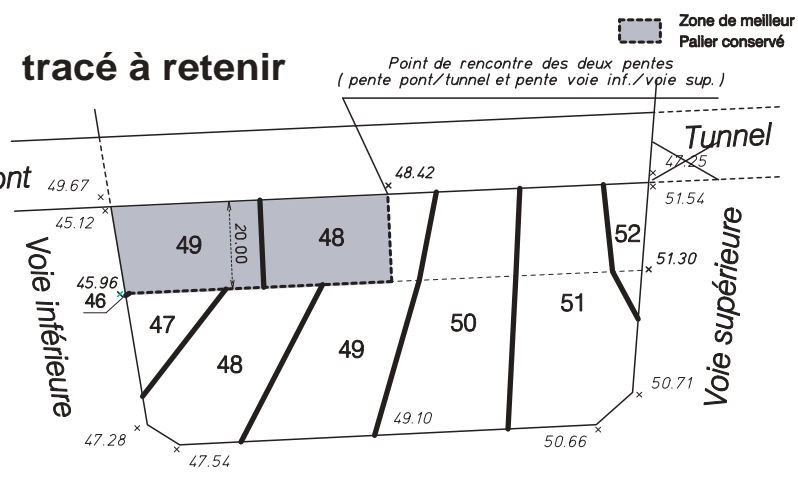 Zone de meilleur
Palier conservé
tracé à retenir
Point de rencontre des deux pentes
( pente pont/tunnel et pente voie inf./voie sup. )
Tunnel
ont
49.67
48.42
47.25
45.12
51.54
49
20.00
48
52
Voie inférieure
Voie supérieure
45.96
46
51.30
47
48
49
50
51
49.10
50.71
47.28
47.54
50.66